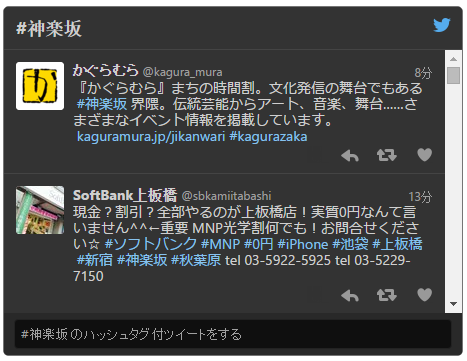 #神楽坂
かぐらむら @kagura_mura 8分
『かぐらむら』まちの時間割。文化発信の舞台でもある
#神楽坂 界隈。伝統芸能からアート、音楽、舞台......さ
まざまなイベント情報を掲載しています。
kaguramura.jp/jikanwari #kagurazaka
SoftBank上板橋 @sbkamiitabashi 13分
現金？割引？全部やるのが上板橋店！実質0円なんて言
いません^^←重要 MNP光学割何でも！お問合せくださ
い☆ #ソフトバンク #MNP #0円 #iPhone #池袋 #上板橋
#新宿 #神楽坂 #秋葉原 tel 03-5922-5925 tel 03-5229-
7150
#神楽坂 のハッシュタグ付ツイートをする